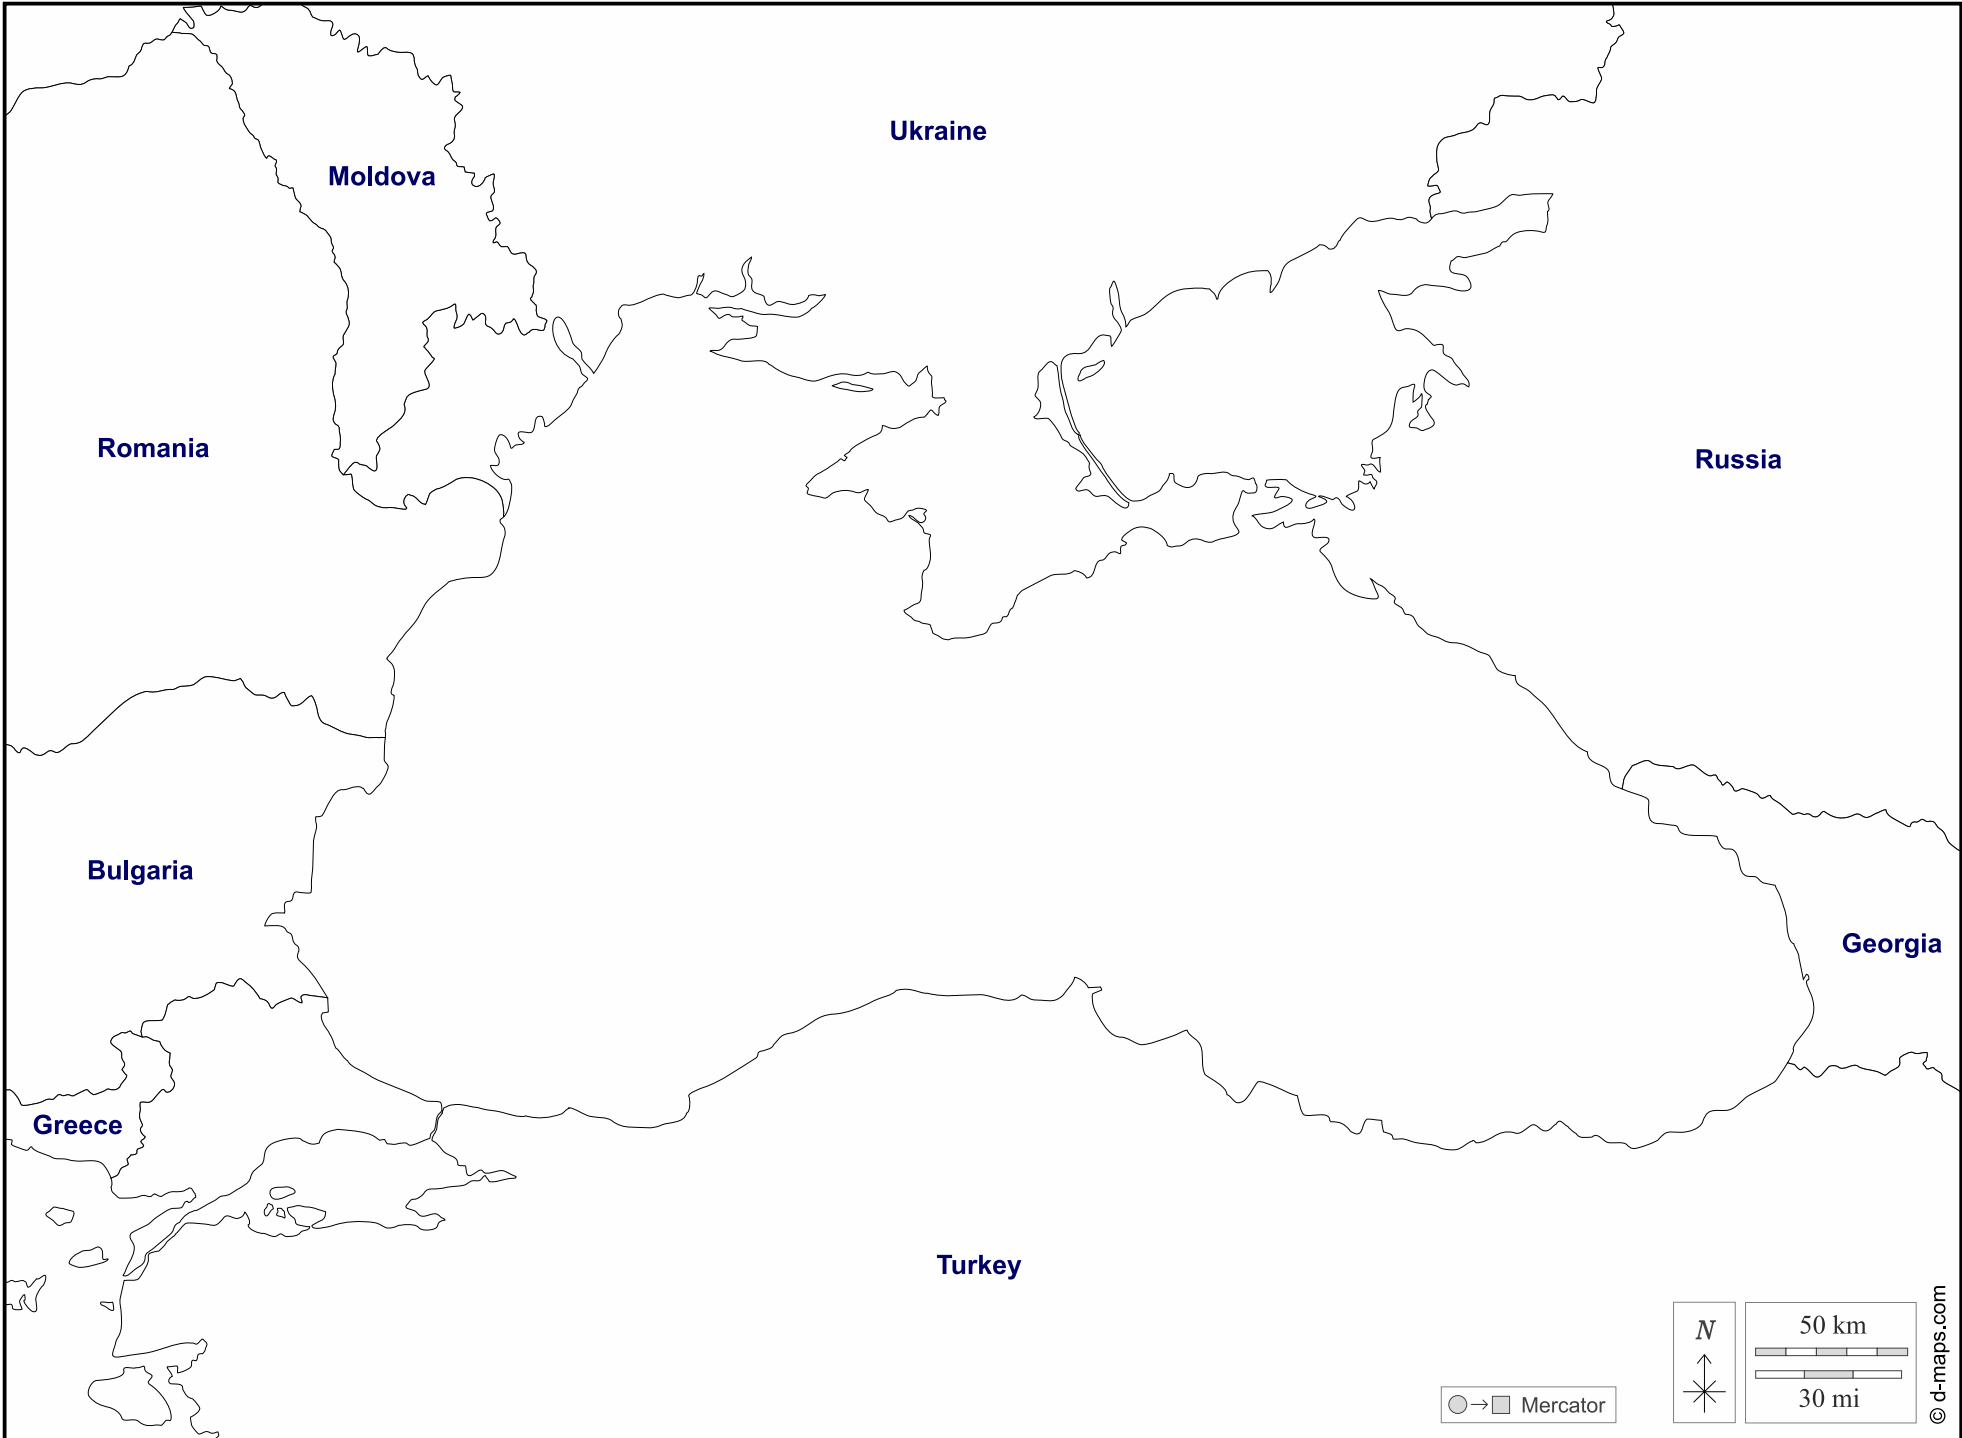 Ukraine
Moldova
Romania
Russia
Bulgaria
Georgia
Greece
Turkey
N
50 km
30 mi
Mercator
© d-maps.com